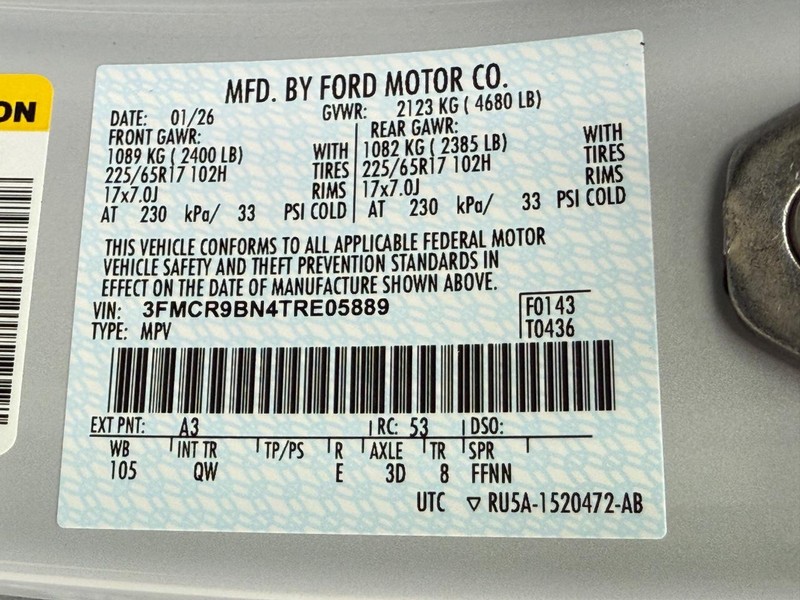 ON
MFD. BY FORD MOTOR CO.
DATE: 01/26 GVWR: 2123 KG ( 4680 LB)
FRONT GAWR: REAR GAWR:
1089 KG ( 2400 LB) WITH 1082 KG ( 2385 LB) WITH
225/65R17 102H TIRES 225/65R17 102H TIRES
17x7.0J RIMS 17x7.0J RIMS
AT 230 kPa/ 33 PSI COLD AT 230 kPa/ 33 PSI COLD
THIS VEHICLE CONFORMS TO ALL APPLICABLE FEDERAL MOTOR
VEHICLE SAFETY AND THEFT PREVENTION STANDARDS IN
EFFECT ON THE DATE OF MANUFACTURE SHOWN ABOVE.
VIN: 3FMCR9BN4TRE05889 F0143
TYPE: MPV T0436
EXT PNT: A3 RC: 53 DSO:
WB INT TR TP/PS R AXLE TR SPR
105 QW E 3D 8 FFNN
UTC ▽ RU5A-1520472-AB